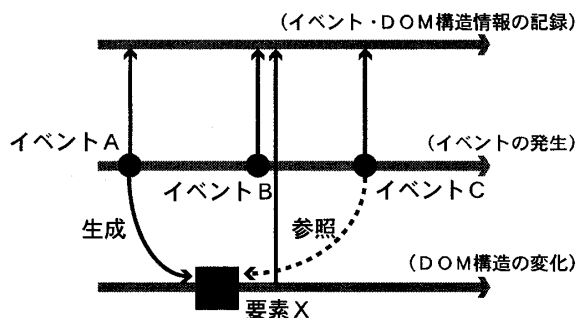 (イベント・DOM構造情報の記録)
イベントA
(イベントの発生)
イベントB
イベントC
生成
参照
(DOM構造の変化)
要素X